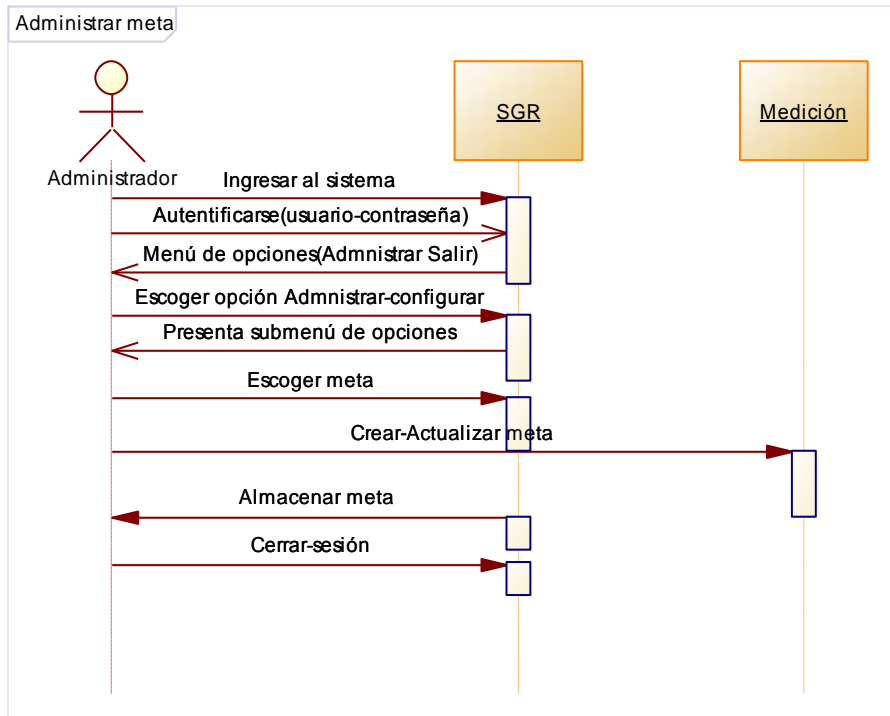 Administrar meta
SGR
Medición
Administrador
Ingresar al sistema
Autentificarse(usuario-contraseña)
Menú de opciones(Admnistrar Salir)
Escoger opción Admnistrar-configurar
Presenta submenú de opciones
Escoger meta
Crear-Actualizar meta
Almacenar meta
Cerrar-sesión